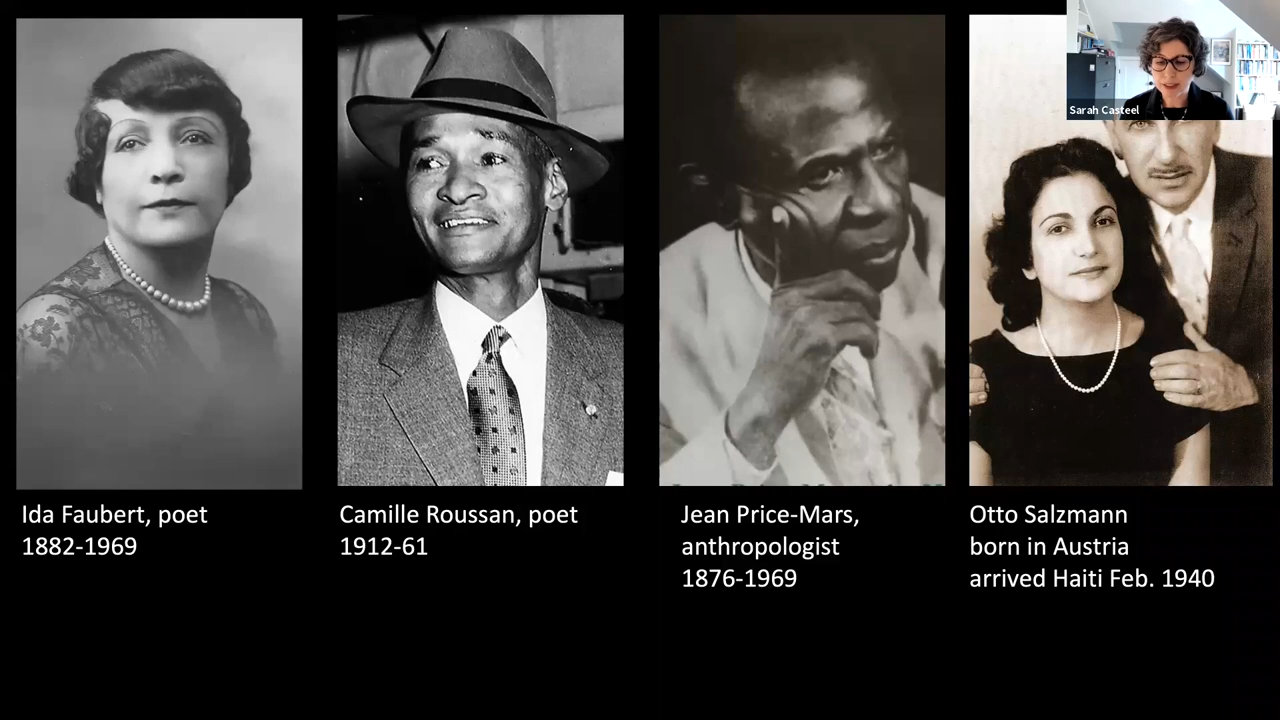 Sarah Casteel
Ida Faubert, poet
1882-1969
Camille Roussan, poet
1912-61
Jean Price-Mars,
anthropologist
1876-1969
Otto Salzmann
born in Austria
arrived Haiti Feb. 1940